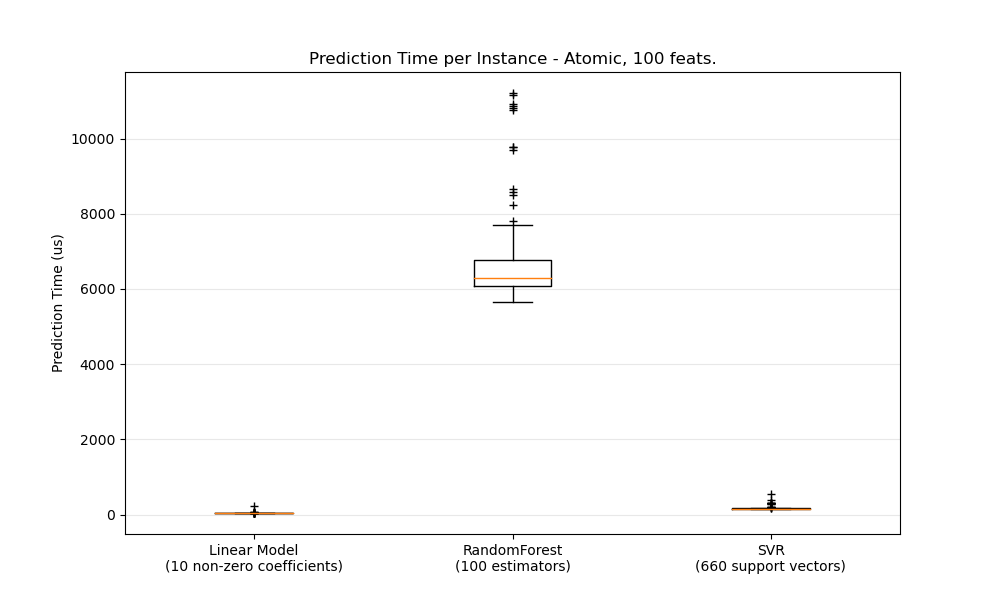 Prediction Time per Instance - Atomic, 100 feats.
Prediction Time (us)
10000
8000
6000
4000
2000
0
Linear Model
(10 non-zero coefficients)
RandomForest
(100 estimators)
SVR
(660 support vectors)